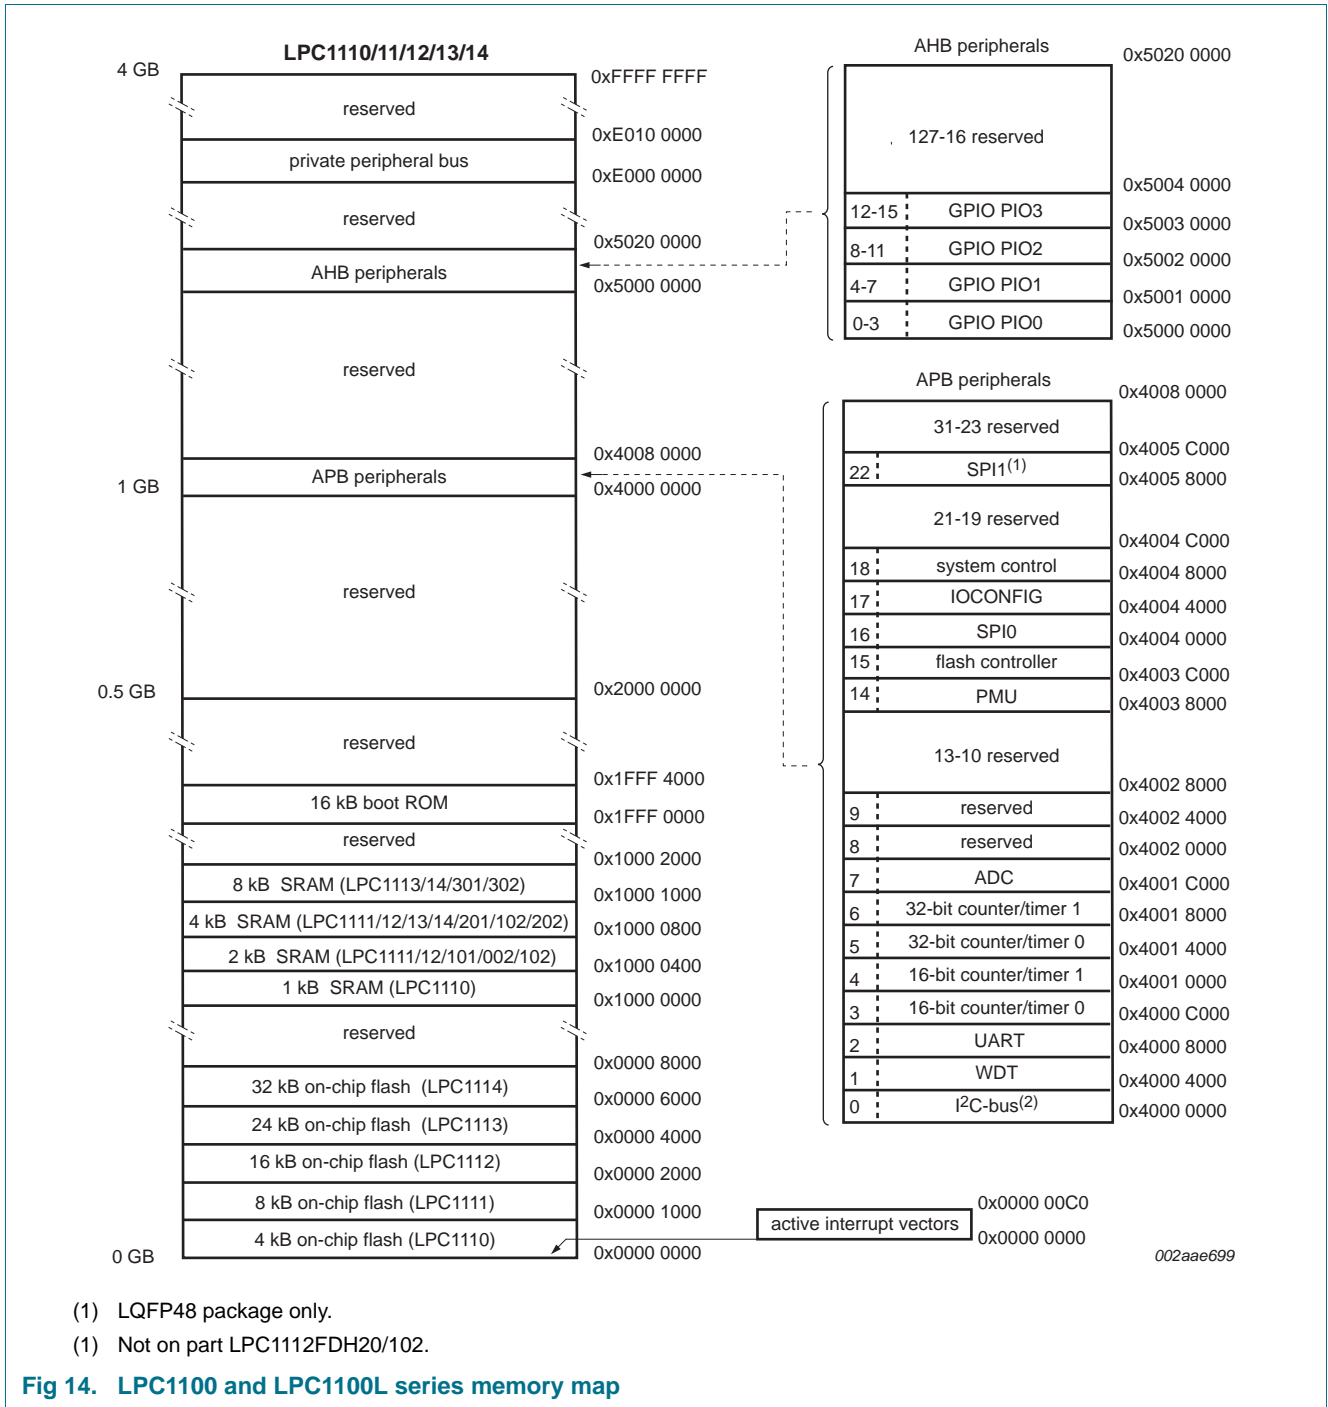 LPC1110/11/12/13/14
4 GB
0xFFFF FFFF
reserved
0xE010 0000
private peripheral bus
0xE000 0000
reserved
0x5020 0000
AHB peripherals
0x5000 0000
reserved
0x4008 0000
APB peripherals
1 GB
0x4000 0000
reserved
0.5 GB
0x2000 0000
reserved
0x1FFF 4000
16 kB boot ROM
0x1FFF 0000
reserved
0x1000 2000
8 kB SRAM (LPC1113/14/301/302)
0x1000 1000
4 kB SRAM (LPC1111/12/13/14/201/102/202)
0x1000 0800
2 kB SRAM (LPC1111/12/101/002/102)
0x1000 0400
1 kB SRAM (LPC1110)
0x1000 0000
reserved
0x0000 8000
32 kB on-chip flash (LPC1114)
0x0000 6000
24 kB on-chip flash (LPC1113)
0x0000 4000
16 kB on-chip flash (LPC1112)
0x0000 2000
8 kB on-chip flash (LPC1111)
0x0000 1000
4 kB on-chip flash (LPC1110)
0 GB
0x0000 0000
AHB peripherals
0x5020 0000
127-16 reserved
0x5004 0000
12-15 GPIO PIO3
0x5003 0000
8-11 GPIO PIO2
0x5002 0000
4-7 GPIO PIO1
0x5001 0000
0-3 GPIO PIO0
0x5000 0000
APB peripherals
0x4008 0000
31-23 reserved
0x4005 C000
22 SPI1(1)
0x4005 8000
21-19 reserved
0x4004 C000
18 system control
0x4004 8000
17 IOCONFIG
0x4004 4000
16 SPI0
0x4004 0000
15 flash controller
0x4003 C000
14 PMU
0x4003 8000
13-10 reserved
0x4002 8000
9 reserved
0x4002 4000
8 reserved
0x4002 0000
7 ADC
0x4001 C000
6 32-bit counter/timer 1
0x4001 8000
5 32-bit counter/timer 0
0x4001 4000
4 16-bit counter/timer 1
0x4001 0000
3 16-bit counter/timer 0
0x4000 C000
2 UART
0x4000 8000
1 WDT
0x4000 4000
0 I2C-bus(2)
0x4000 0000
0x0000 00C0
active interrupt vectors
0x0000 0000
002aae699
(1) LQFP48 package only.
(1) Not on part LPC1112FDH20/102.
Fig 14. LPC1100 and LPC1100L series memory map